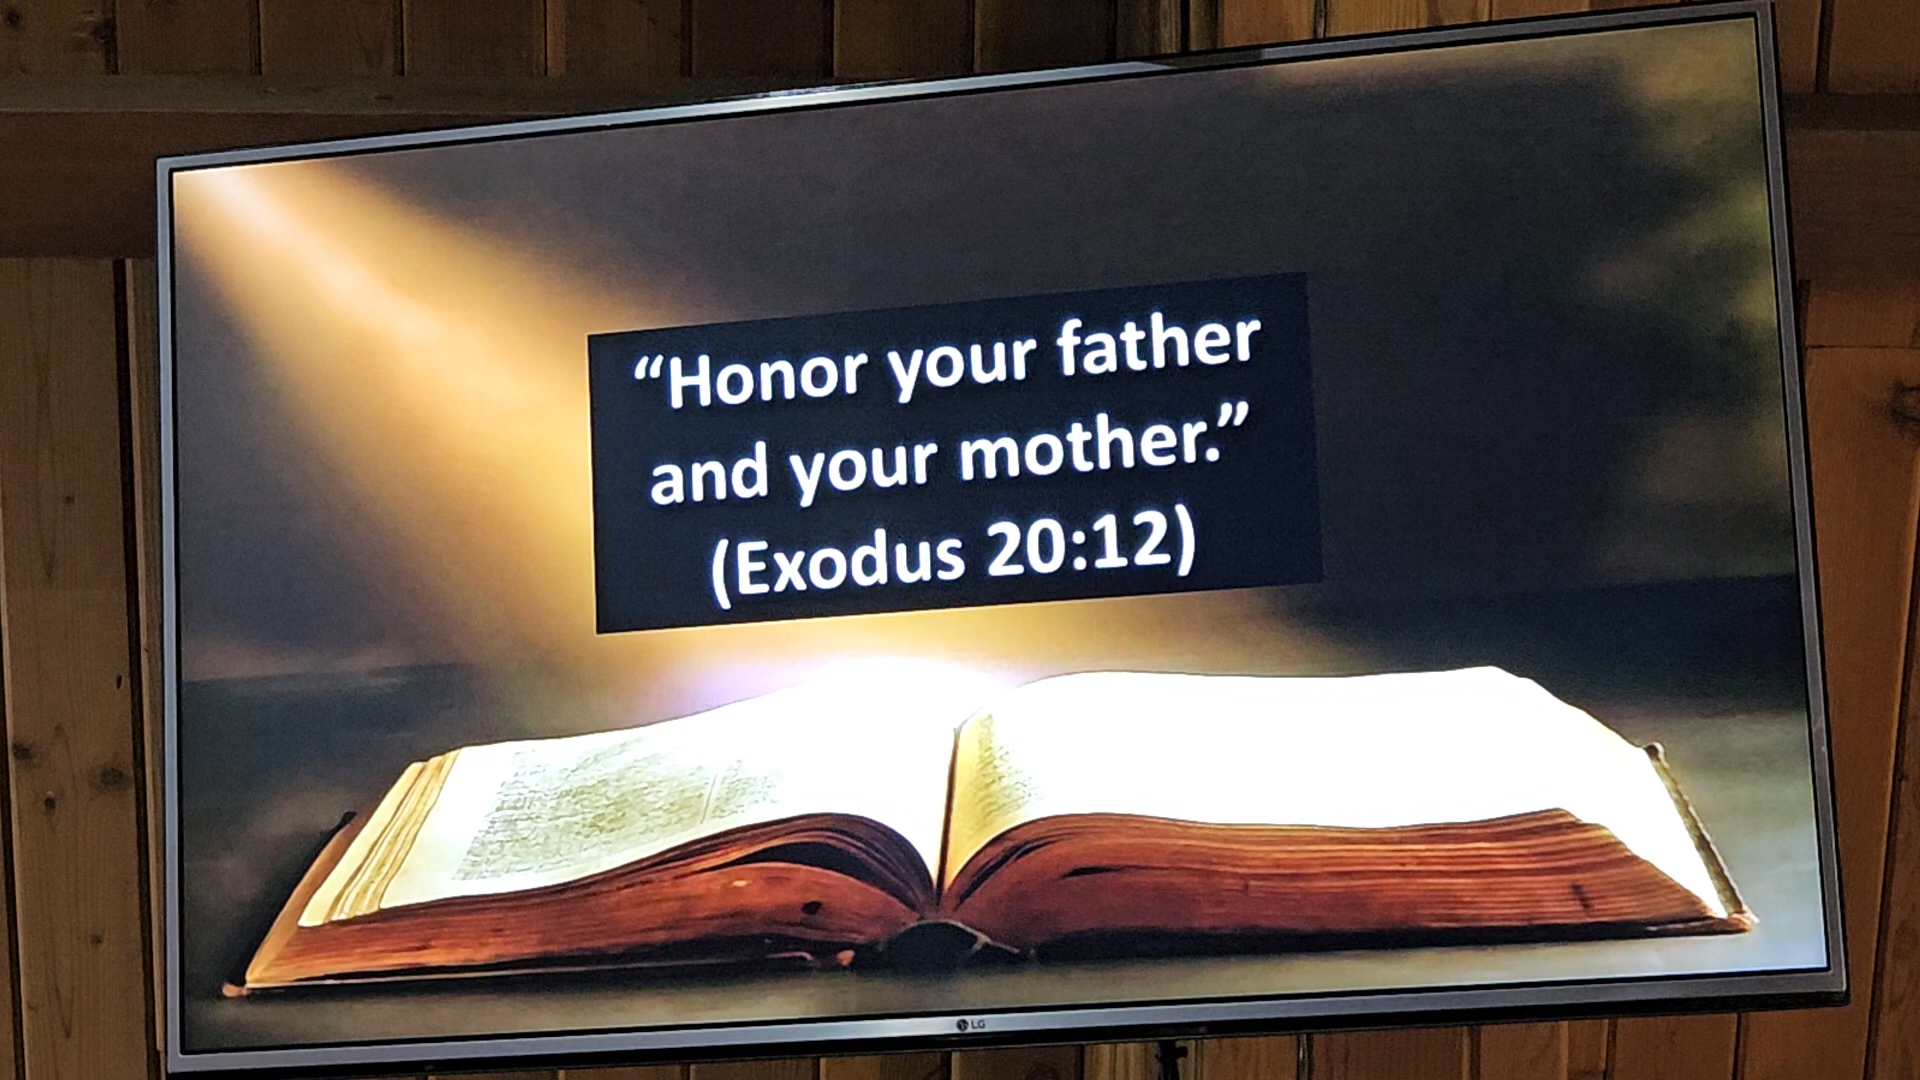 “Honor your father
and your mother.”
(Exodus 20:12)
LG